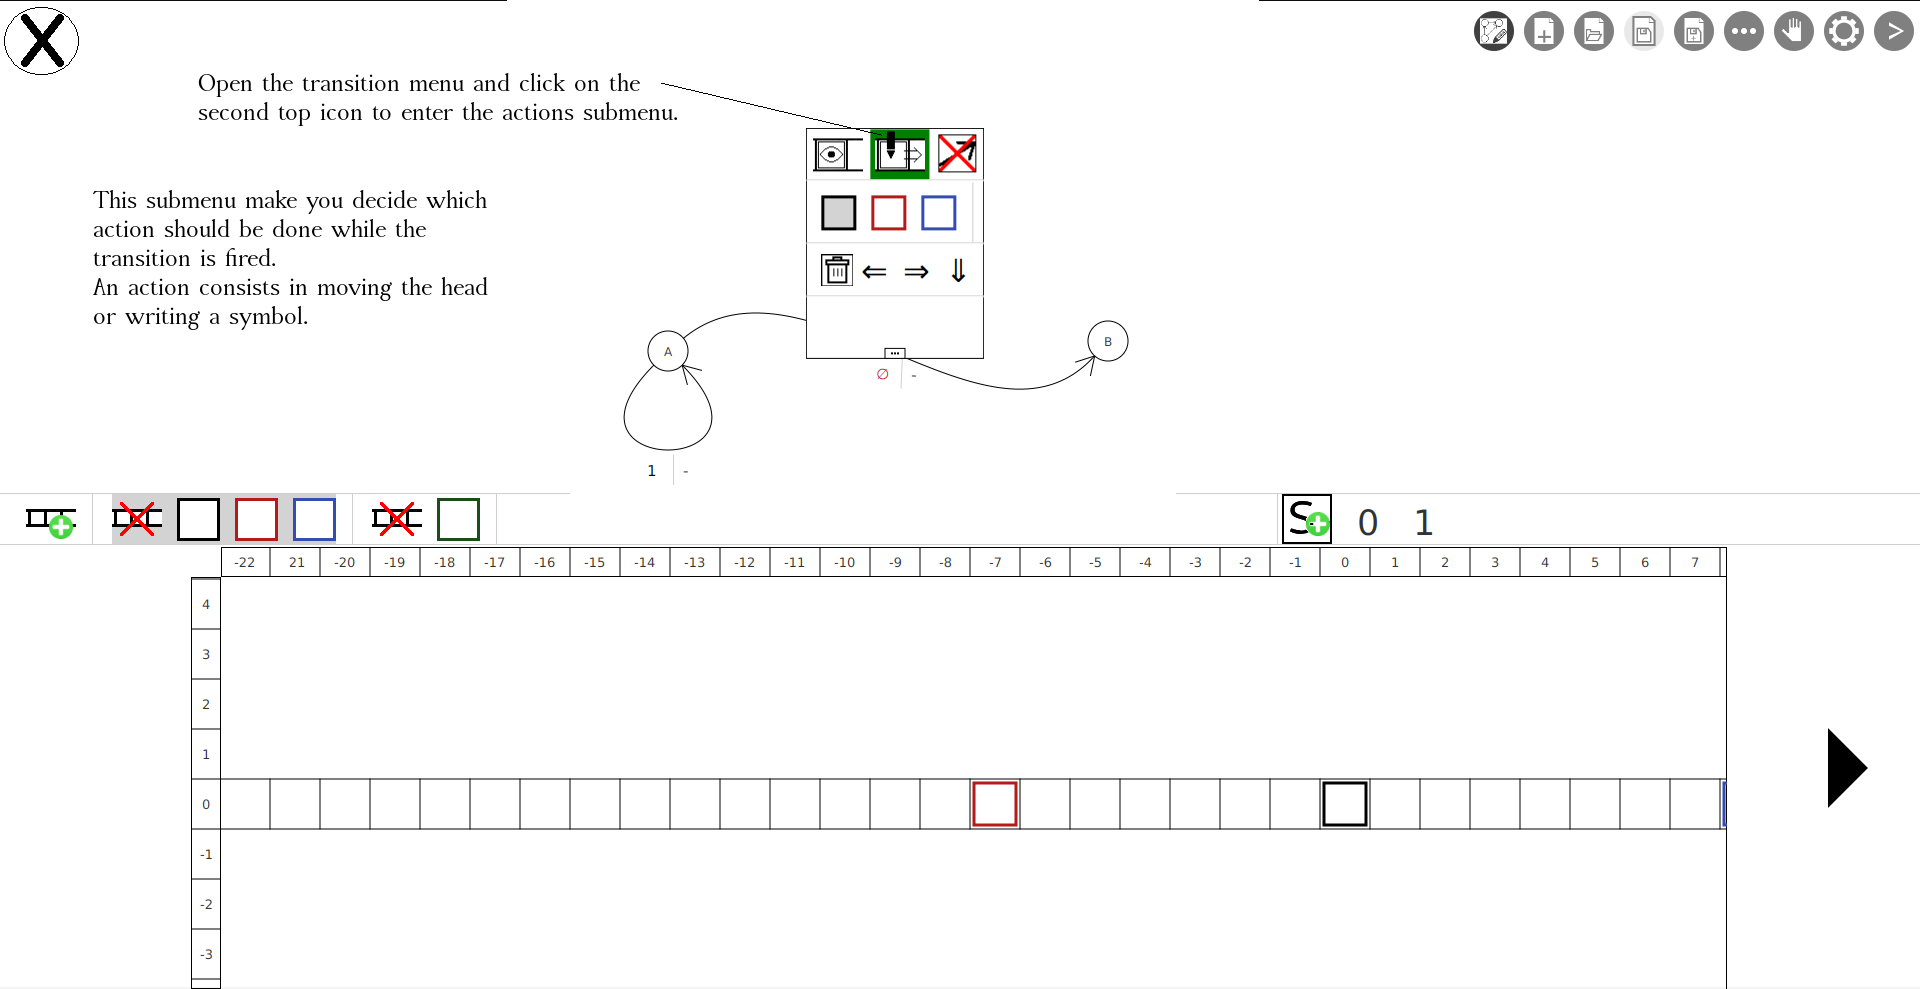 Open the transition menu and click on the
second top icon to enter the actions submenu.
This submenu make you decide which
action should be done while the
transition is fired.
An action consists in moving the head
or writing a symbol.
A
B
∅ -
1 -
0 1
-22 21 -20 -19 -18 -17 -16 -15 -14 -13 -12 -11 -10 -9 -8 -7 -6 -5 -4 -3 -2 -1 0 1 2 3 4 5 6 7
4
3
2
1
0
-1
-2
-3